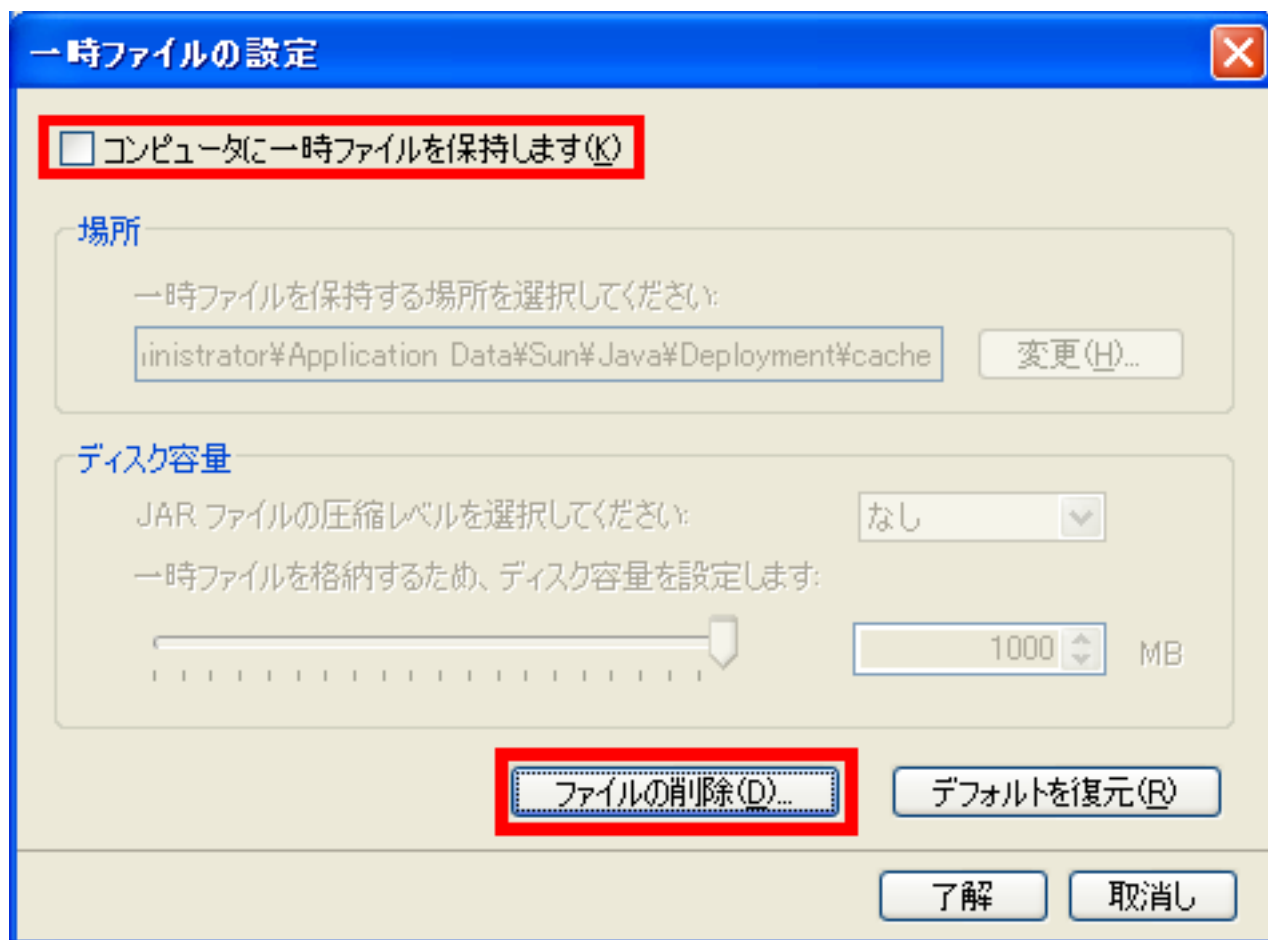 一時ファイルの設定
コンピュータに一時ファイルを保持します(K)
場所
一時ファイルを保持する場所を選択してください:
inistrator¥Application Data¥Sun¥Java¥Deployment¥cache
変更(H)...
ディスク容量
JAR ファイルの圧縮レベルを選択してください:
なし
一時ファイルを格納するため、ディスク容量を設定します:
1000
MB
ファイルの削除(D)...
デフォルトを復元(R)
了解
取消し